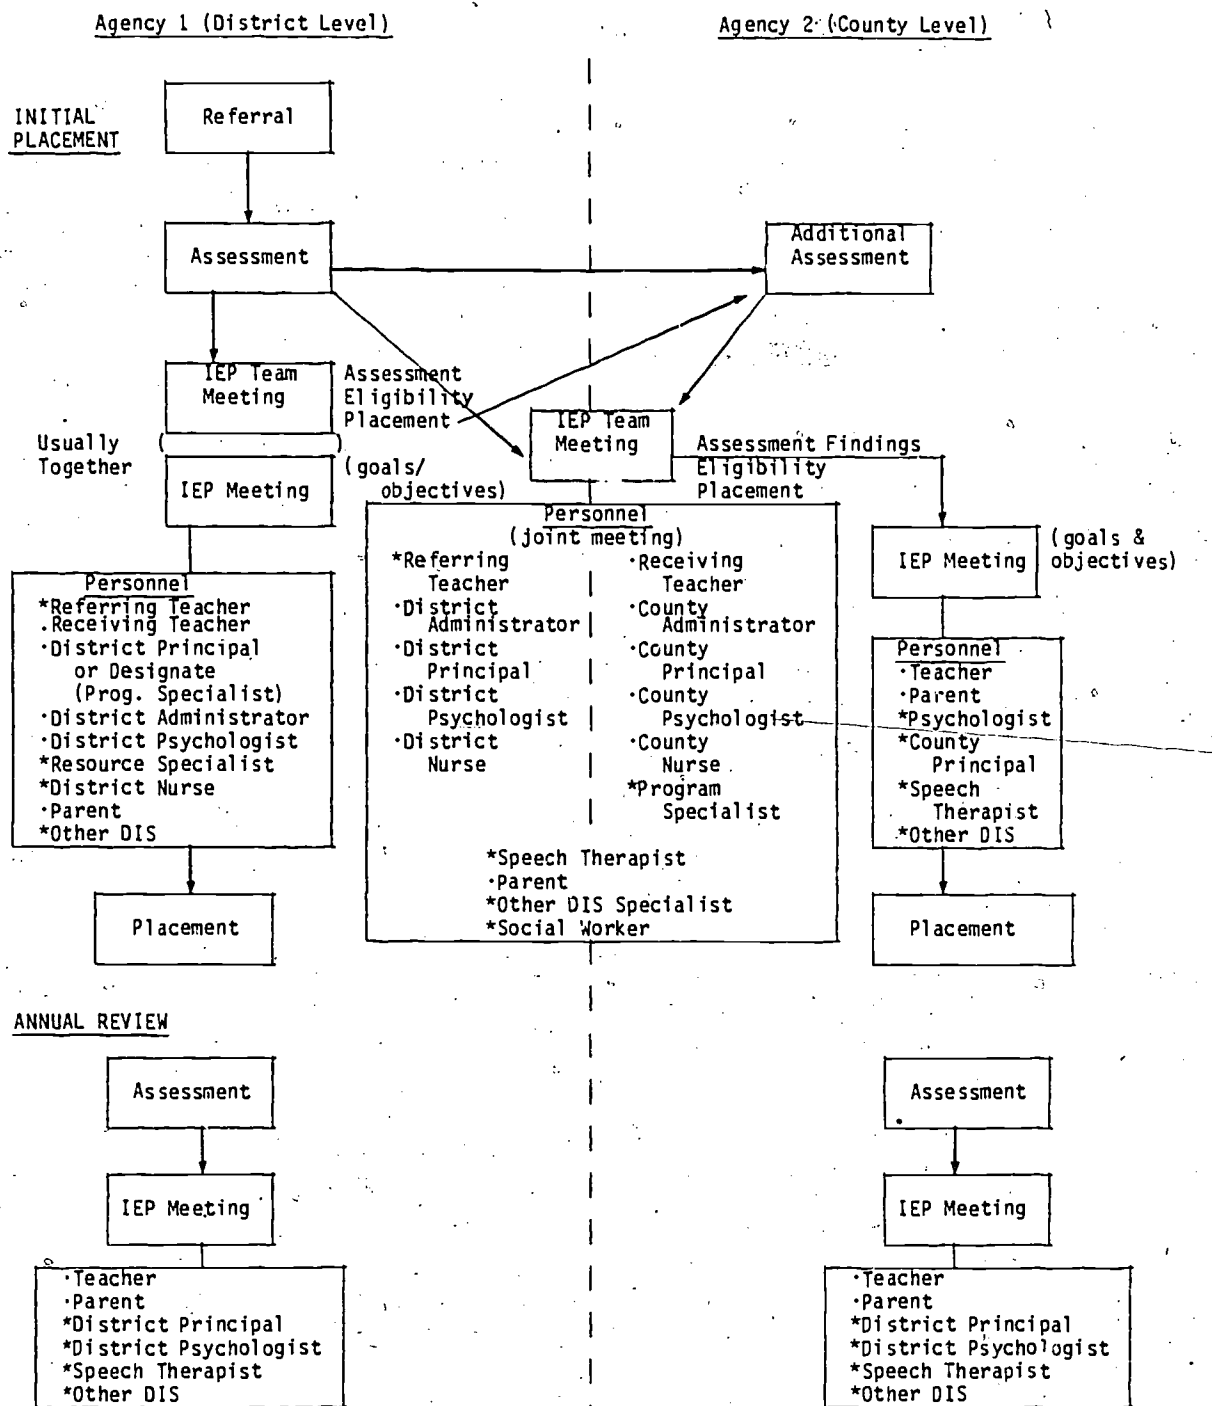 Agency 1 (District Level)
Agency 2 (County Level)
INITIAL
PLACEMENT
Referral
Assessment
Additional
Assessment
IEP Team
Meeting
Assessment
Eligibility
Placement
Usually
Together
IEP Meeting
(goals/
objectives)
IEP Team
Meeting
Assessment Findings
Eligibility
Placement
IEP Meeting
(goals &
objectives)
Personnel
*Referring Teacher
.Receiving Teacher
·District Principal
or Designate
(Prog. Specialist)
·District Administrator
·District Psychologist
*Resource Specialist
*District Nurse
·Parent
*Other DIS
Placement
Personnel
(joint meeting)
*Referring
Teacher
·District
Administrator
·District
Principal
·District
Psychologist
·District
Nurse
·Receiving
Teacher
·County
Administrator
·County
Principal
·County
Psychologist
·County
Nurse
*Program
Specialist
*Speech Therapist
·Parent
*Other DIS Specialist
*Social Worker
Personnel
·Teacher
·Parent
*Psychologist
*County
Principal
*Speech
Therapist
*Other DIS
Placement
ANNUAL REVIEW
Assessment
IEP Meeting
·Teacher
·Parent
*District Principal
*District Psychologist
*Speech Therapist
*Other DIS
Assessment
IEP Meeting
·Teacher
·Parent
*District Principal
*District Psychologist
*Speech Therapist
*Other DIS